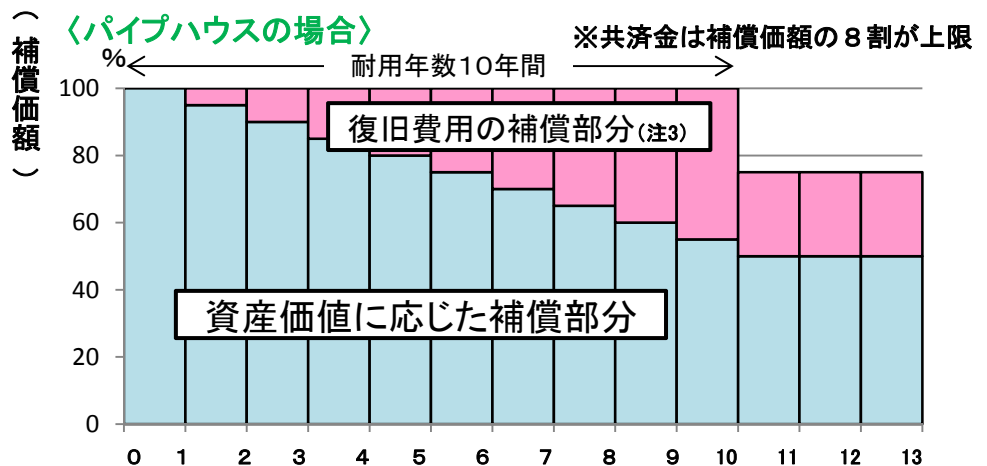 （補償価額）
〈パイプハウスの場合〉
※共済金は補償価額の８割が上限
%
耐用年数１０年間
100
80
60
40
20
0
復旧費用の補償部分(注3)
資産価値に応じた補償部分
0 1 2 3 4 5 6 7 8 9 10 11 12 13